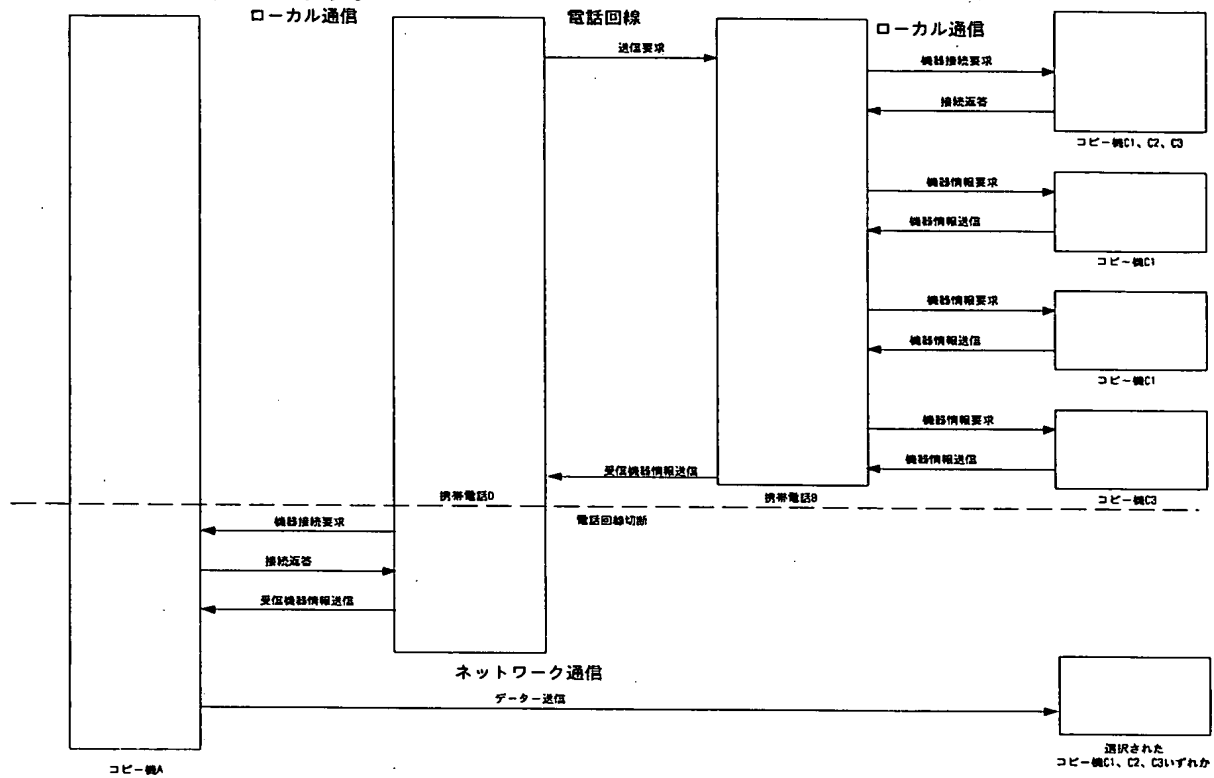 ローカル通信
電話回線
ローカル通信
送信要求
機器接続要求
接続返答
コピー機C1、C2、C3
機器情報要求
機器情報送信
コピー機C1
機器情報要求
機器情報送信
コピー機C1
機器情報要求
機器情報送信
コピー機C3
受信機器情報送信
携帯電話D
携帯電話B
電話回線切断
機器接続要求
接続返答
受信機器情報送信
ネットワーク通信
データー送信
コピー機A
選択された
コピー機C1、C2、C3いずれか